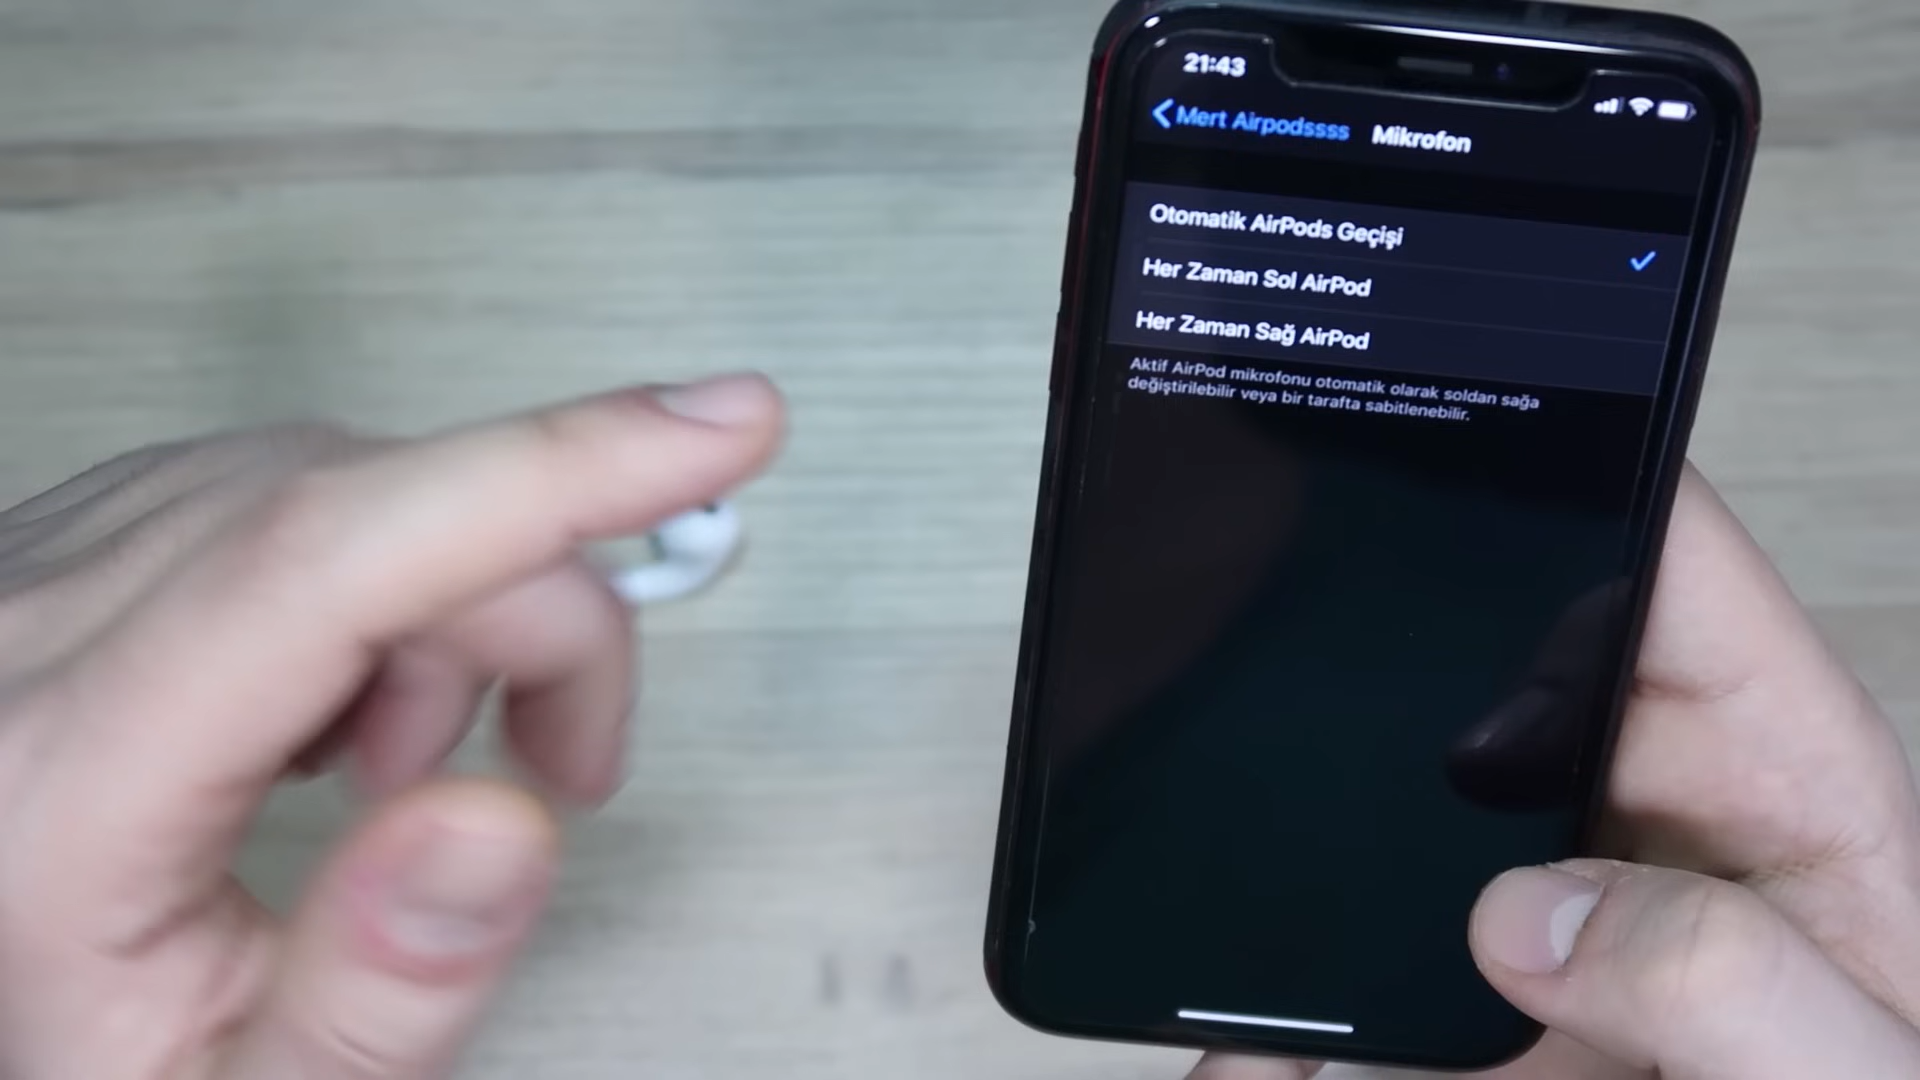 21:43
Mert Airpodssss Mikrofon
Otomatik AirPods Geçişi
Her Zaman Sol AirPod
Her Zaman Sağ AirPod
Aktif AirPod mikrofonu otomatik olarak soldan sağa
değiştirilebilir veya bir tarafta sabitlenebilir.